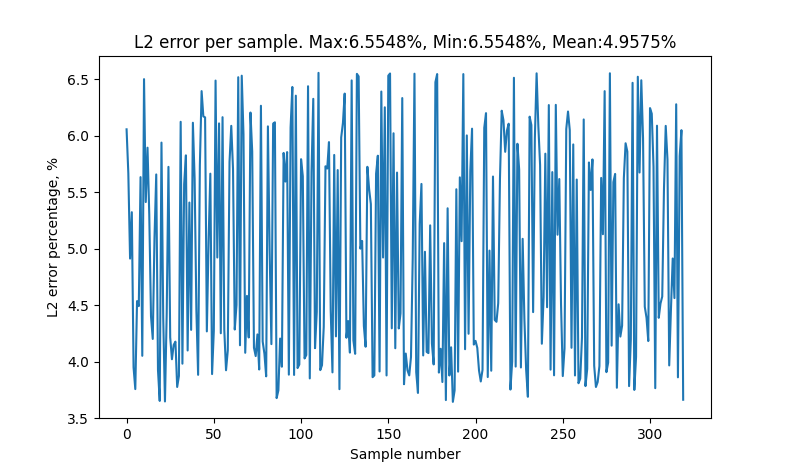 L2 error per sample. Max:6.5548%, Min:6.5548%, Mean:4.9575%
L2 error percentage, %
6.5
6.0
5.5
5.0
4.5
4.0
3.5
0 50 100 150 200 250 300
Sample number